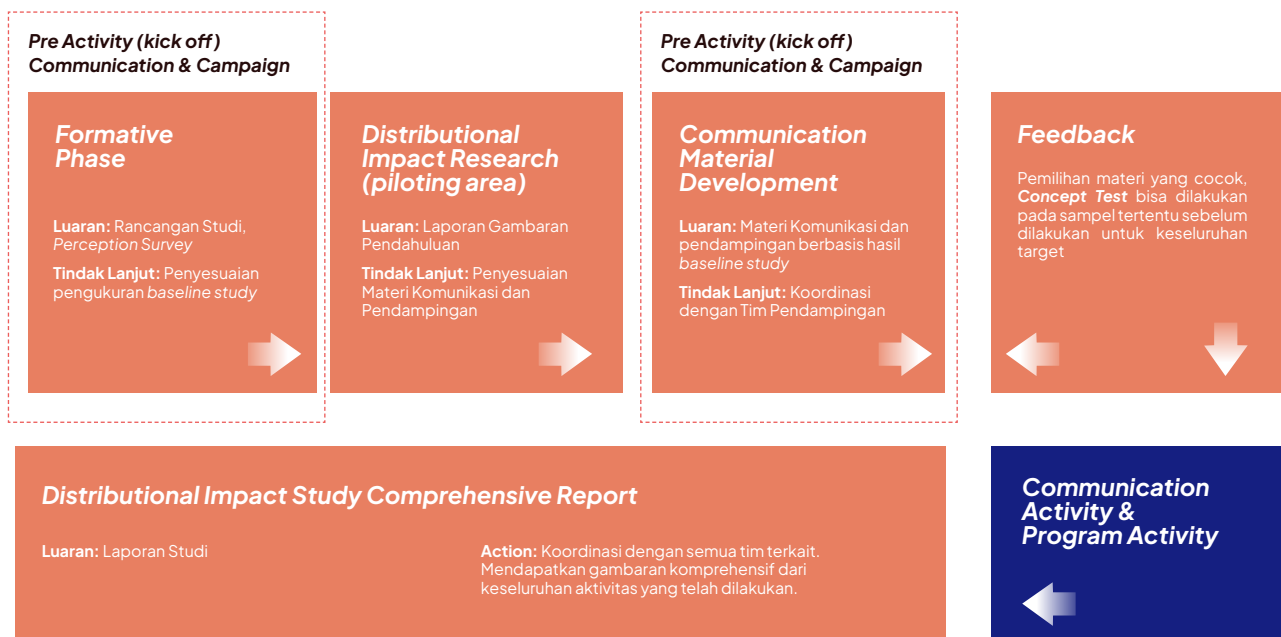 Pre Activity (kick off)
Communication & Campaign
Formative
Phase
Luaran: Rancangan Studi,
Perception Survey
Tindak Lanjut: Penyesuaian
pengukuran baseline study
Distributional
Impact Research
(piloting area)
Luaran: Laporan Gambaran
Pendahuluan
Tindak Lanjut: Penyesuaian
Materi Komunikasi dan
Pendampingan
Pre Activity (kick off)
Communication & Campaign
Communication
Material
Development
Luaran: Materi Komunikasi dan
pendampingan berbasis hasil
baseline study
Tindak Lanjut: Koordinasi
dengan Tim Pendampingan
Feedback
Pemilihan materi yang cocok,
Concept Test bisa dilakukan
pada sampel tertentu sebelum
dilakukan untuk keseluruhan
target
Distributional Impact Study Comprehensive Report
Luaran: Laporan Studi
Action: Koordinasi dengan semua tim terkait.
Mendapatkan gambaran komprehensif dari
keseluruhan aktivitas yang telah dilakukan.
Communication
Activity &
Program Activity